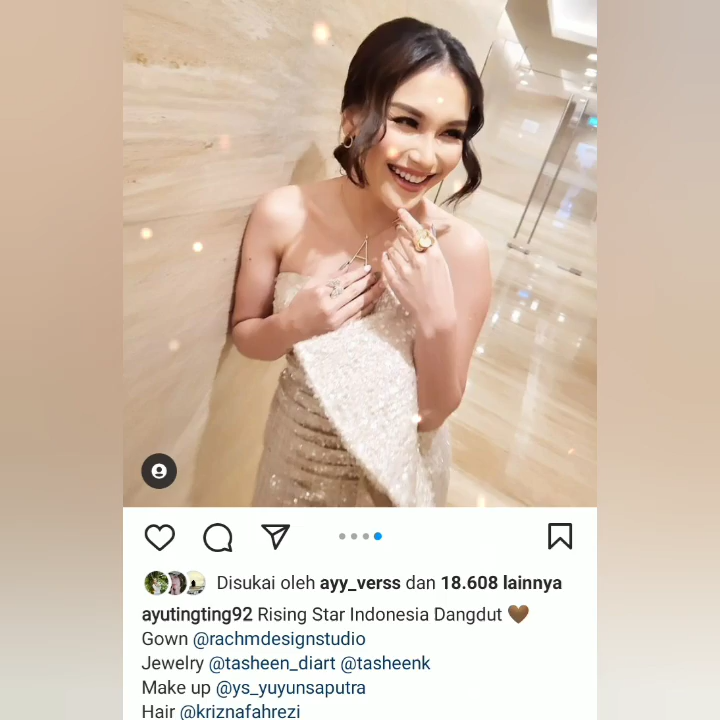 Disukai oleh ayy_verss dan 18.608 lainnya
ayutingting92 Rising Star Indonesia Dangdut 🤎
Gown @rachmdesignstudio
Jewelry @tasheen_diart @tasheenk
Make up @ys_yuyunsaputra
Hair @kriznafahrezi